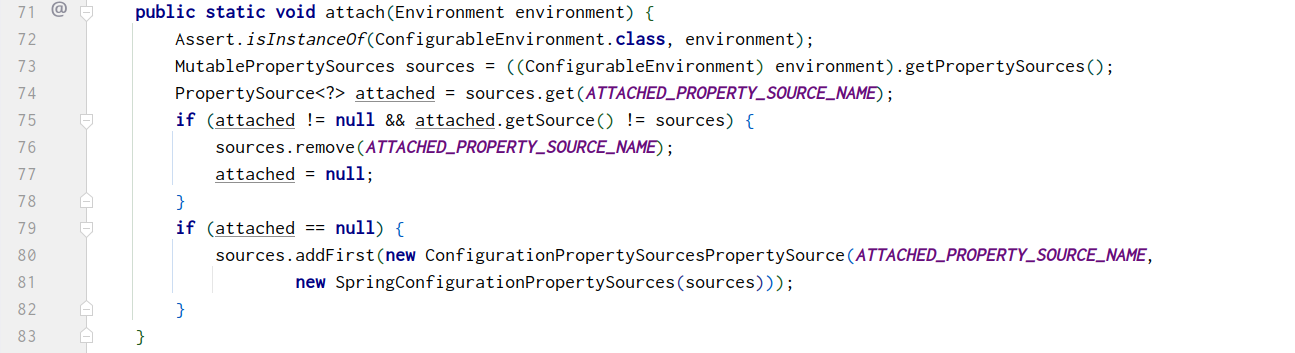 71 @ public static void attach(Environment environment) {
72 Assert.isInstanceOf(ConfigurableEnvironment.class, environment);
73 MutablePropertySources sources = ((ConfigurableEnvironment) environment).getPropertySources();
74 PropertySource<?> attached = sources.get(ATTACHED_PROPERTY_SOURCE_NAME);
75 if (attached != null && attached.getSource() != sources) {
76 sources.remove(ATTACHED_PROPERTY_SOURCE_NAME);
77 attached = null;
78 }
79 if (attached == null) {
80 sources.addFirst(new ConfigurationPropertySourcesPropertySource(ATTACHED_PROPERTY_SOURCE_NAME,
81 new SpringConfigurationPropertySources(sources)));
82 }
83 }